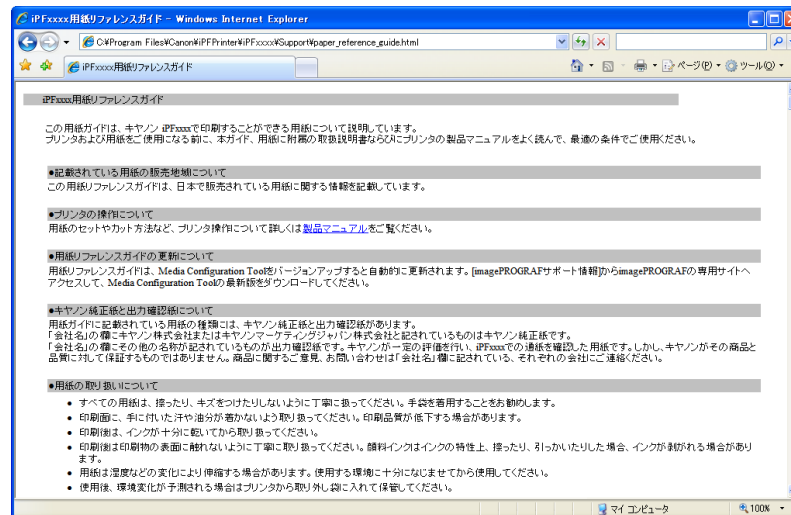 iPFxxxx用紙リファレンスガイド - Windows Internet Explorer
C:¥Program Files¥Canon¥iPFPrinter¥iPFxxxx¥Support¥paper_reference_guide.html
iPFxxxx用紙リファレンスガイド
ページ(P)
ツール(O)
iPFxxxx用紙リファレンスガイド
この用紙ガイドは、キヤノン iPFxxxxで印刷することができる用紙について説明しています。
プリンタおよび用紙をご使用になる前に、本ガイド、用紙に附属の取扱説明書ならびにプリンタの製品マニュアルをよく読んで、最適の条件でご使用ください。
●記載されている用紙の販売地域について
この用紙リファレンスガイドは、日本で販売されている用紙に関する情報を記載しています。
●プリンタの操作について
用紙のセットやカット方法など、プリンタ操作について詳しくは製品マニュアルをご覧ください。
●用紙リファレンスガイドの更新について
用紙リファレンスガイドは、Media Configuration Toolをバージョンアップすると自動的に更新されます。[imagePROGRAFサポート情報]からimagePROGRAFの専用サイトへ
アクセスして、Media Configuration Toolの最新版をダウンロードしてください。
●キヤノン純正紙と出力確認紙について
用紙ガイドに記載されている用紙の種類には、キヤノン純正紙と出力確認紙があります。
「会社名」の欄にキヤノン株式会社またはキヤノンマーケティングジャパン株式会社と記されているものはキヤノン純正紙です。
「会社名」の欄にその他の名称が記されているものが出力確認紙です。キヤノンが一定の評価を行い、iPFxxxxでの通紙を確認した用紙です。しかし、キヤノンがその商品と
品質に対して保証するものではありません。商品に関するご意見、お問い合わせは「会社名」欄に記されている、それぞれの会社にご連絡ください。
●用紙の取り扱いについて
• すべての用紙は、擦ったり、キズをつけたりしないように丁寧に扱ってください。手袋を着用することをお勧めします。
• 印刷面に、手に付いた汗や油分が着かないよう取り扱ってください。印刷品質が低下する場合があります。
• 印刷後は、インクが十分に乾いてから取り扱ってください。
• 印刷後は印刷物の表面に触れないように丁寧に取り扱ってください。顔料インクはインクの特性上、擦ったり、引っかいたりした場合、インクが剥がれる場合があり
ます。
• 用紙は湿度などの変化により伸縮する場合があります。使用する環境に十分になじませてから使用してください。
• 使用後、環境変化が予測される場合はプリンタから取り外し袋に入れて保管してください。
マイ コンピュータ
100%